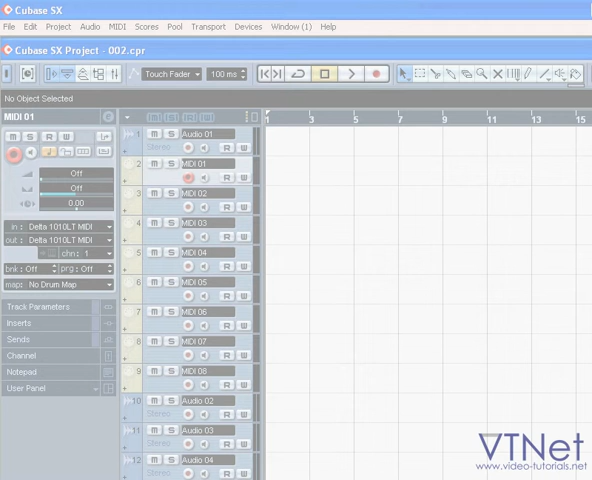 Cubase SX
File Edit Project Audio MIDI Scores Pool Transport Devices Window (1) Help
Cubase SX Project - 002.cpr
Touch Fader 100 ms
No Object Selected
MIDI 01
1 3 5 7 9 11 13 15
M S R W
Off
Off
0.00
in: Delta 1010LT MIDI
out: Delta 1010LT MIDI
chn: 1
bnk: Off prg: Off
map: No Drum Map
Track Parameters
Inserts
Sends
Channel
Notepad
User Panel
1 M S Audio 01
Stereo R W
2 M S MIDI 01
R W
3 M S MIDI 02
R W
4 M S MIDI 03
R W
5 M S MIDI 04
R W
6 M S MIDI 05
R W
7 M S MIDI 06
R W
8 M S MIDI 07
R W
9 M S MIDI 08
R W
10 M S Audio 02
Stereo R W
11 M S Audio 03
Stereo R W
12 M S Audio 04
Stereo R W
VTNet
www.video-tutorials.net